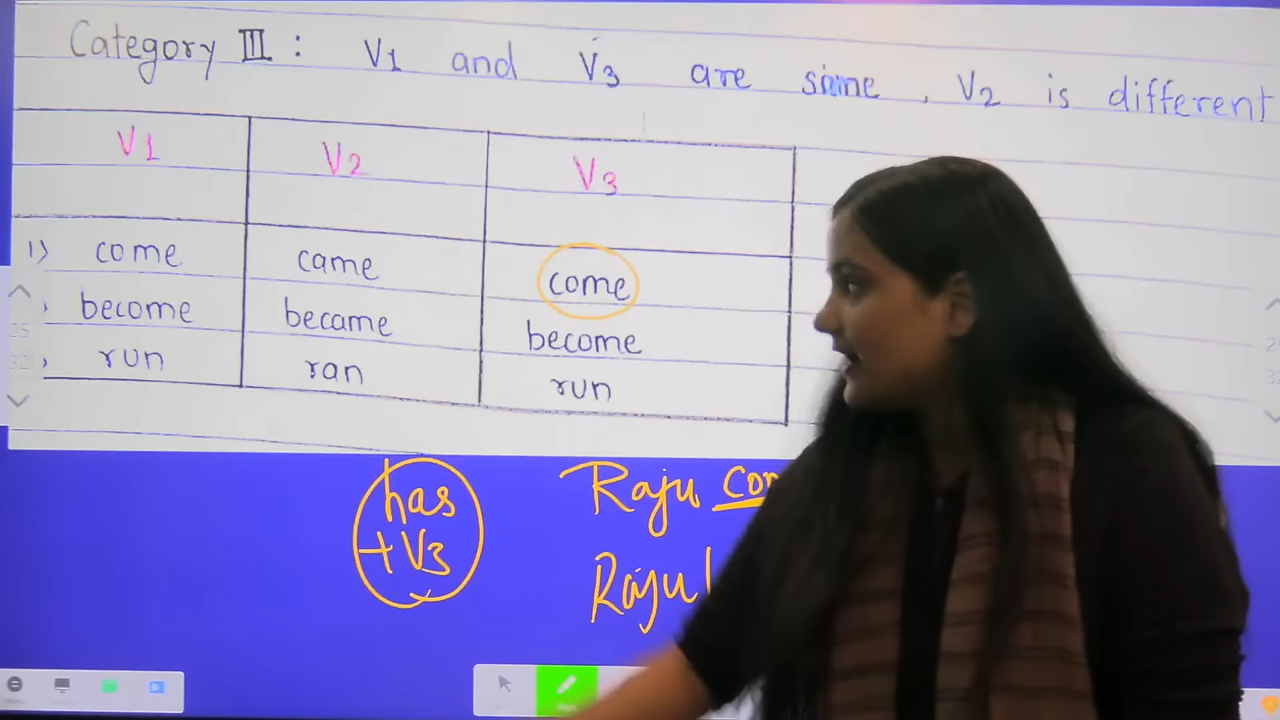 Category III : V1 and V3 are same , V2 is different
V1 V2 V3
1) come came come
become became become
run ran run
has Raju
+ V3 Raju